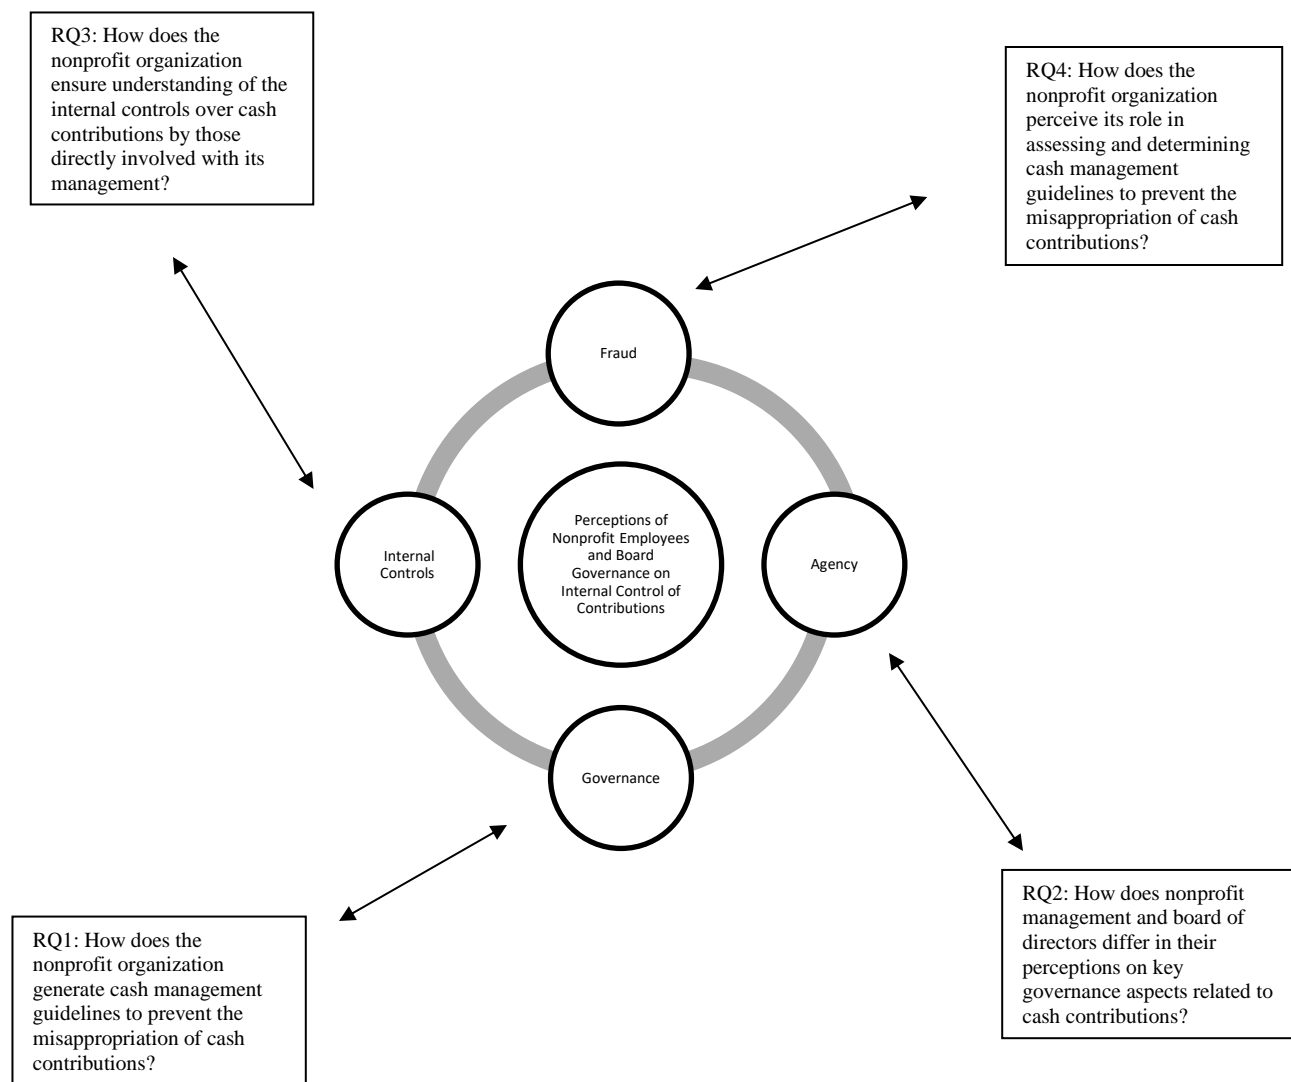 RQ3: How does the
nonprofit organization
ensure understanding of the
internal controls over cash
contributions by those
directly involved with its
management?
RQ4: How does the
nonprofit organization
perceive its role in
assessing and determining
cash management
guidelines to prevent the
misappropriation of cash
contributions?
Fraud
Internal
Controls
Perceptions of
Nonprofit Employees
and Board
Governance on
Internal Control of
Contributions
Agency
Governance
RQ1: How does the
nonprofit organization
generate cash management
guidelines to prevent the
misappropriation of cash
contributions?
RQ2: How does nonprofit
management and board of
directors differ in their
perceptions on key
governance aspects related to
cash contributions?